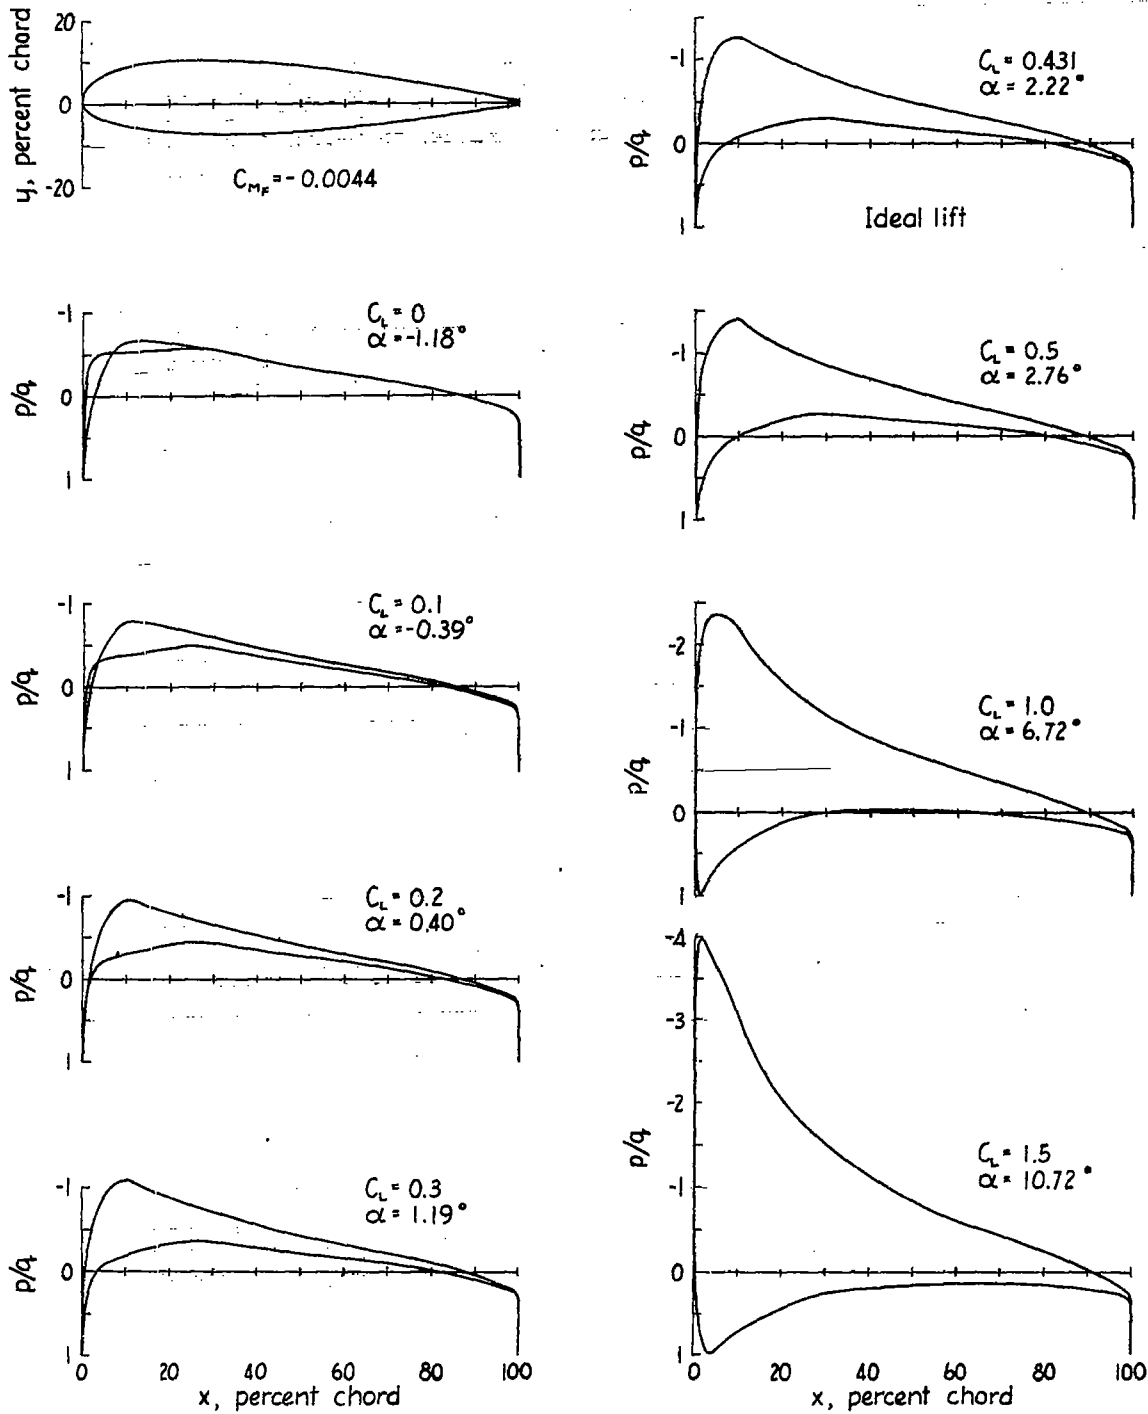 20
0
-20
y, percent chord
C_MF = -0.0044
-1
0
1
p/q
C_L = 0
α = -1.18°
-1
0
1
p/q
C_L = 0.1
α = -0.39°
-1
0
1
p/q
C_L = 0.2
α = 0.40°
-1
0
1
p/q
C_L = 0.3
α = 1.19°
0 20 40 60 80 100
x, percent chord
-1
0
1
p/q
C_L = 0.431
α = 2.22°
Ideal lift
-1
0
1
p/q
C_L = 0.5
α = 2.76°
-2
-1
0
1
p/q
C_L = 1.0
α = 6.72°
-4
-3
-2
-1
0
1
p/q
C_L = 1.5
α = 10.72°
0 20 40 60 80 100
x, percent chord